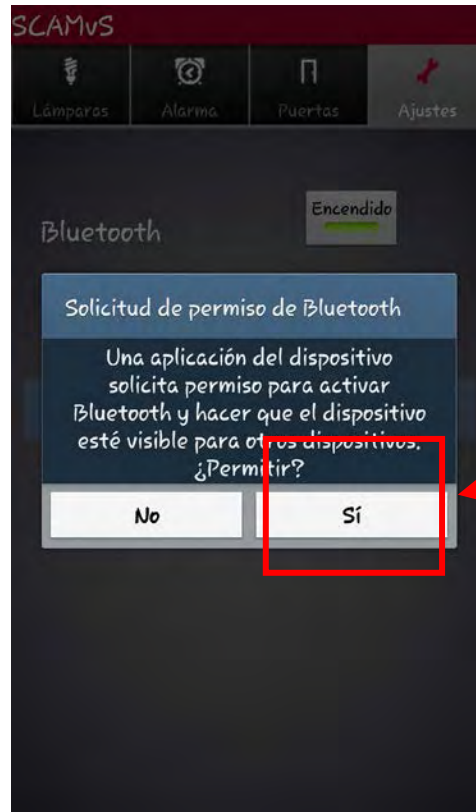 SCAMvS
Lámparas Alarma Puertas Ajustes
Bluetooth Encendido
Solicitud de permiso de Bluetooth
Una aplicación del dispositivo
solicita permiso para activar
Bluetooth y hacer que el dispositivo
esté visible para otros dispositivos.
¿Permitir?
No Sí